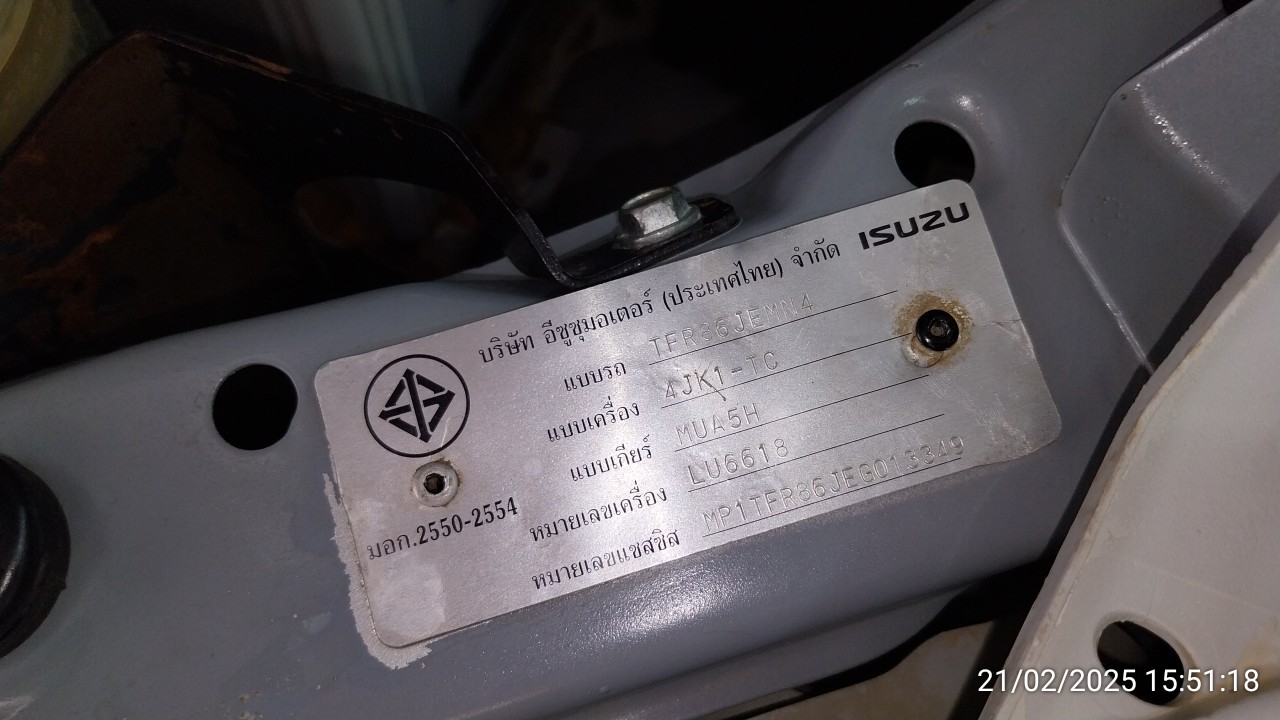 ISUZU
บริษัท อีซูซุมอเตอร์ (ประเทศไทย) จำกัด
แบบรถ TFR86JEMN4
แบบเครื่อง 4JK1-TC
แบบเกียร์ MUA5H
หมายเลขเครื่อง LU6618
หมายเลขแชสซิส MP1TFR86JEG013349
มอก.2550-2554
21/02/2025 15:51:18